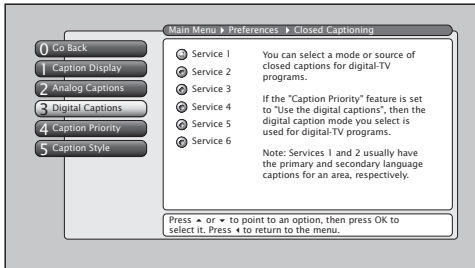 Main Menu ▸ Preferences ▸ Closed Captioning
0 Go Back
1 Caption Display
2 Analog Captions
3 Digital Captions
4 Caption Priority
5 Caption Style
Service 1
Service 2
Service 3
Service 4
Service 5
Service 6
You can select a mode or source of
closed captions for digital-TV
programs.
If the "Caption Priority" feature is set
to "Use the digital captions", then the
digital caption mode you select is
used for digital-TV programs.
Note: Services 1 and 2 usually have
the primary and secondary language
captions for an area, respectively.
Press ▴ or ▾ to point to an option, then press OK to
select it. Press ◂ to return to the menu.